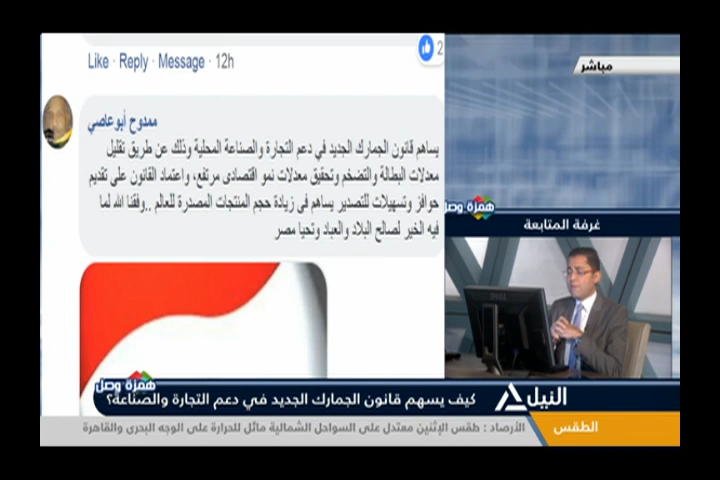 Like · Reply · Message · 12h
2
مباشر
ممدوح أبوعاصي
يساهم قانون الجمارك الجديد في دعم التجارة والصناعة المحلية وذلك عن طريق تقليل
معدلات البطالة والتضخم وتحقيق معدلات نمو اقتصادى مرتفع، واعتماد القانون على تقديم
حوافز وتسهيلات للتصدير يساهم فى زيادة حجم المنتجات المصدرة للعالم ..وفقنا الله لما
فيه الخير لصالح البلاد والعباد وتحيا مصر
همزة وصل
غرفة المتابعة
DELL
همزة وصل
النيل
كيف يسهم قانون الجمارك الجديد في دعم التجارة والصناعة؟
الطقس
الأرصاد : طقس الإثنين معتدل على السواحل الشمالية مائل للحرارة على الوجه البحري والقاهرة